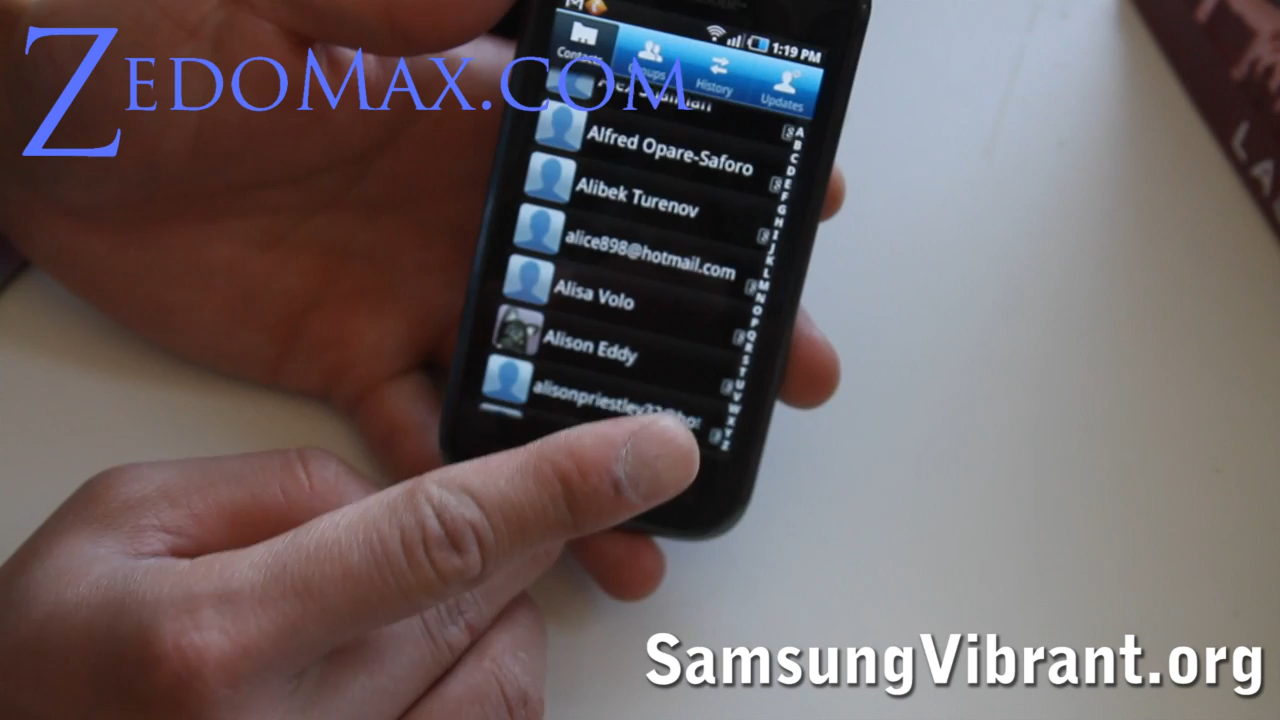 ZEDOMAX.COM
1:19 PM
Contacts
Groups
History
Updates
Alfred Opare-Saforo
Alibek Turenov
alice898@hotmail.com
Alisa Volo
Alison Eddy
A
B
C
D
E
F
G
H
I
J
K
L
M
N
O
P
Q
R
S
T
U
V
W
X
Y
Z
SamsungVibrant.org